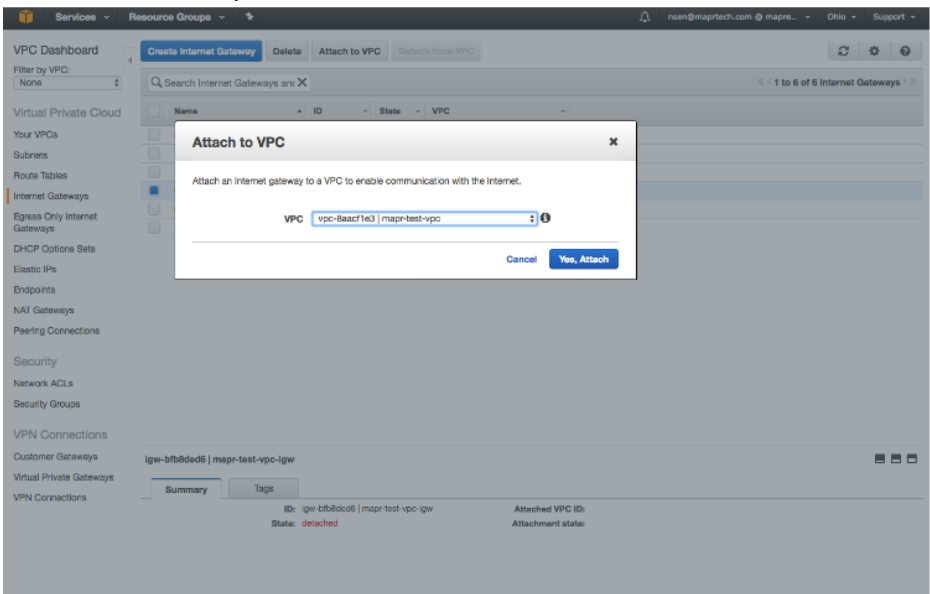 Services Resource Groups nsen@maprtech.com @ mapre... Ohio Support
VPC Dashboard
Filter by VPC:
None
Create Internet Gateway Delete Attach to VPC Detach from VPC
Search Internet Gateways and X
1 to 6 of 6 Internet Gateways
Name ID State VPC
Virtual Private Cloud
Your VPCs
Subnets
Route Tables
Internet Gateways
Egress Only Internet
Gateways
DHCP Options Sets
Elastic IPs
Endpoints
NAT Gateways
Peering Connections
Security
Network ACLs
Security Groups
VPN Connections
Customer Gateways
Virtual Private Gateways
VPN Connections
Attach to VPC
Attach an Internet gateway to a VPC to enable communication with the Internet.
VPC vpc-8aacf1e3 | mapr-test-vpc
Cancel Yes, Attach
igw-bfb8ded6 | mapr-test-vpc-igw
Summary Tags
ID: igw-bfb8ded6 | mapr-test-vpc-igw Attached VPC ID:
State: detached Attachment state: